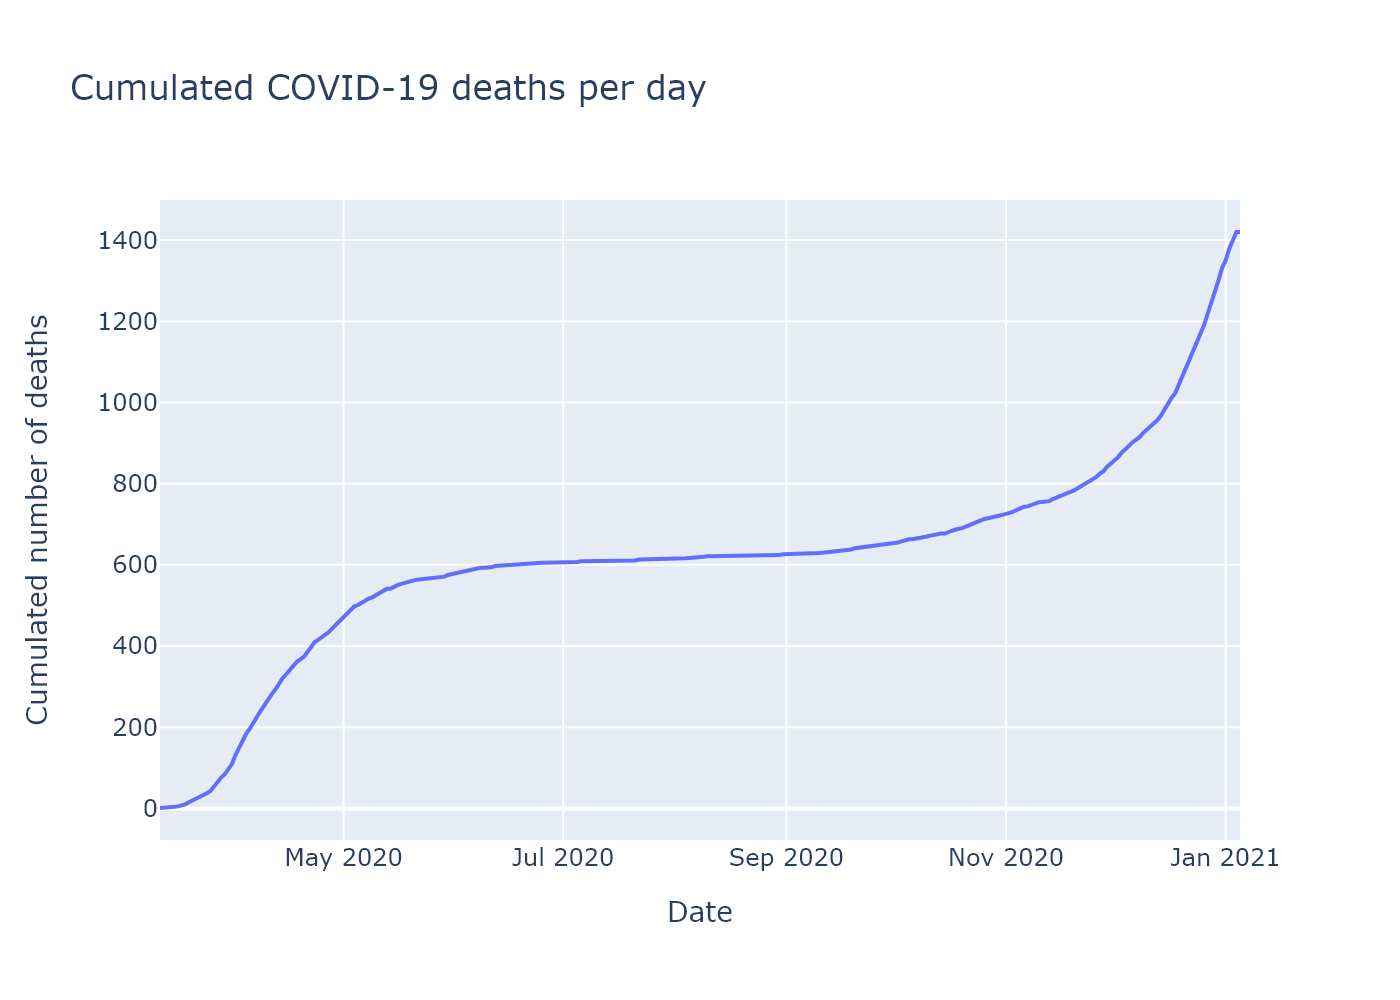 Cumulated COVID-19 deaths per day
Cumulated number of deaths
1400
1200
1000
800
600
400
200
0
May 2020
Jul 2020
Sep 2020
Nov 2020
Jan 2021
Date